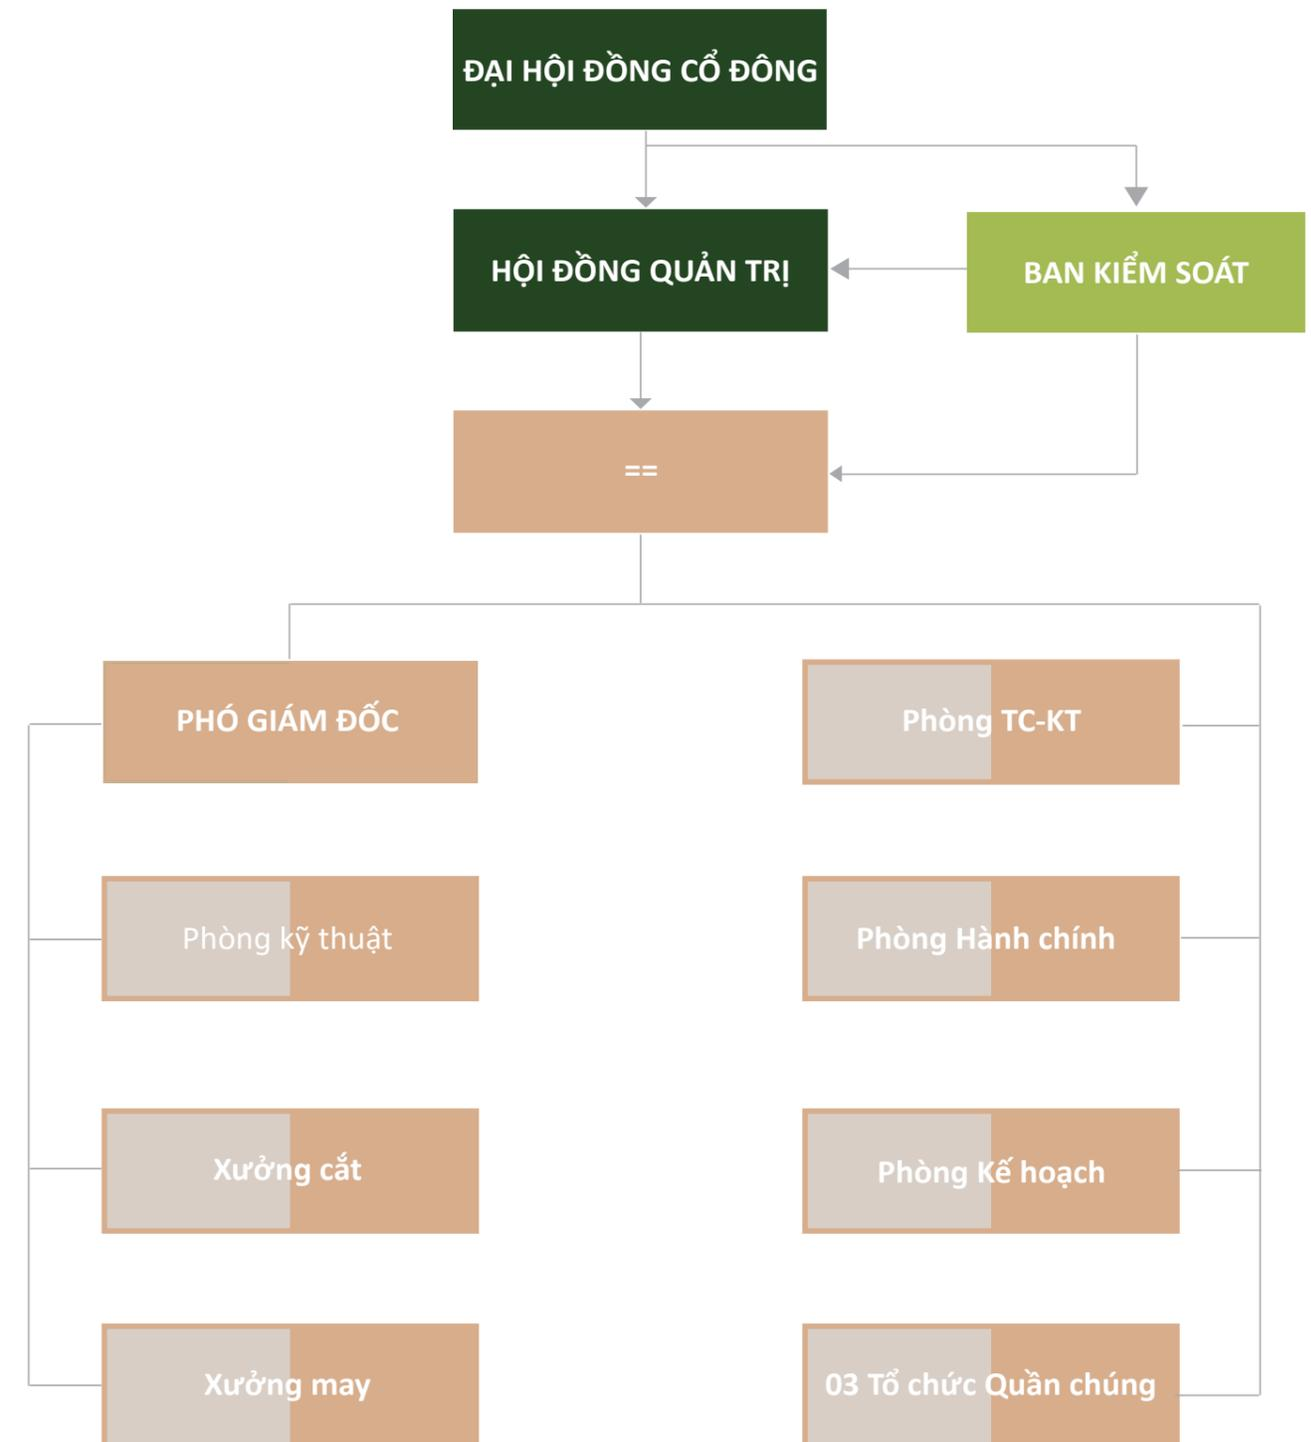 ĐẠI HỘI ĐỒNG CỔ ĐÔNG
HỘI ĐỒNG QUẢN TRỊ
BAN KIỂM SOÁT
==
PHÓ GIÁM ĐỐC
Phòng TC-KT
Phòng kỹ thuật
Phòng Hành chính
Xưởng cắt
Phòng Kế hoạch
Xưởng may
03 Tổ chức Quần chúng